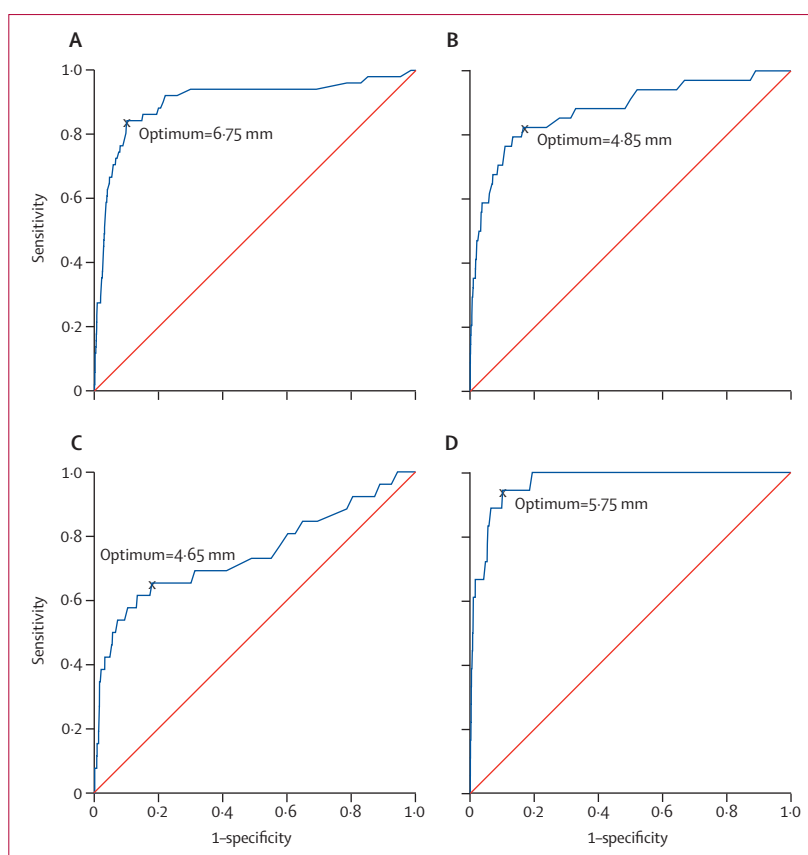 A
B
1·0
0·8
0·6
0·4
0·2
0
Sensitivity
Optimum=6·75 mm
Optimum=4·85 mm
C
D
1·0
0·8
0·6
0·4
0·2
0
Sensitivity
Optimum=4·65 mm
Optimum=5·75 mm
0 0·2 0·4 0·6 0·8 1·0
0 0·2 0·4 0·6 0·8 1·0
1–specificity
1–specificity